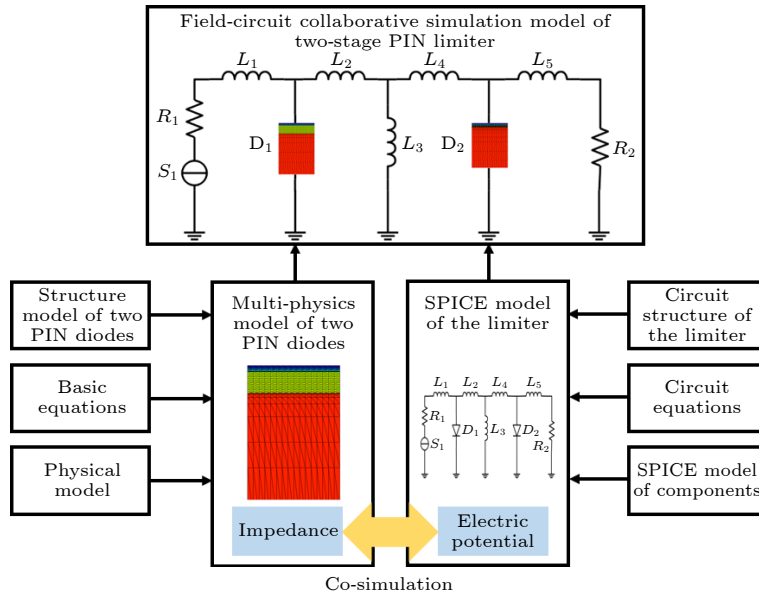 Field-circuit collaborative simulation model of
two-stage PIN limiter
L1 L2 L4 L5
R1 D1 L3 D2 R2
S1
Structure
model of two
PIN diodes
Basic
equations
Physical
model
Multi-physics
model of two
PIN diodes
Impedance
SPICE model
of the limiter
L1 L2 L4 L5
R1 D1 L3 D2 R2
S1
Electric
potential
Circuit
structure of
the limiter
Circuit
equations
SPICE model
of components
Co-simulation